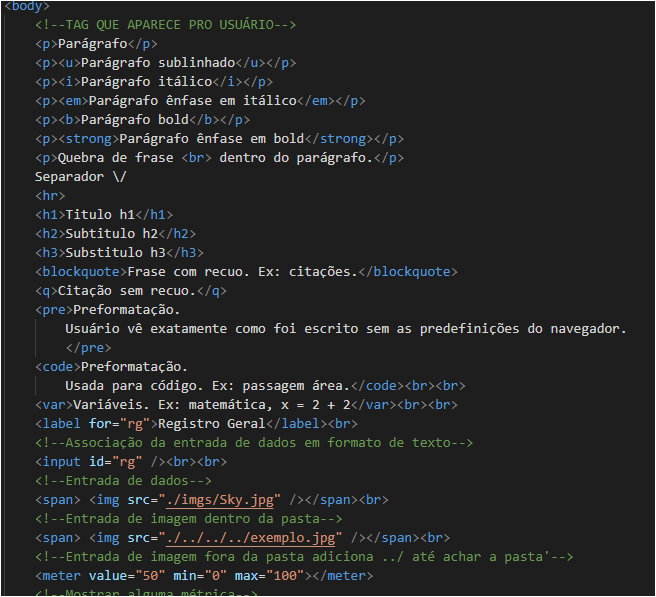 <body>
<!--TAG QUE APARECE PRO USUÁRIO-->
<p>Parágrafo</p>
<p><u>Parágrafo sublinhado</u></p>
<p><i>Parágrafo itálico</i></p>
<p><em>Parágrafo ênfase em itálico</em></p>
<p><b>Parágrafo bold</b></p>
<p><strong>Parágrafo ênfase em bold</strong></p>
<p>Quebra de frase <br> dentro do parágrafo.</p>
Separador \/
<hr>
<h1>Titulo h1</h1>
<h2>Subtitulo h2</h2>
<h3>Substitulo h3</h3>
<blockquote>Frase com recuo. Ex: citações.</blockquote>
<q>Citação sem recuo.</q>
<pre>Preformatação.
Usuário vê exatamente como foi escrito sem as predefinições do navegador.
</pre>
<code>Preformatação.
Usada para código. Ex: passagem área.</code><br><br>
<var>Variáveis. Ex: matemática, x = 2 + 2</var><br><br>
<label for="rg">Registro Geral</label><br>
<!--Associação da entrada de dados em formato de texto-->
<input id="rg" /><br><br>
<!--Entrada de dados-->
<span> <img src="./imgs/Sky.jpg" /></span><br>
<!--Entrada de imagem dentro da pasta-->
<span> <img src="./../../../exemplo.jpg" /></span><br>
<!--Entrada de imagem fora da pasta adiciona ../ até achar a pasta'-->
<meter value="50" min="0" max="100"></meter>
<!--Mostrar alguma métrica-->